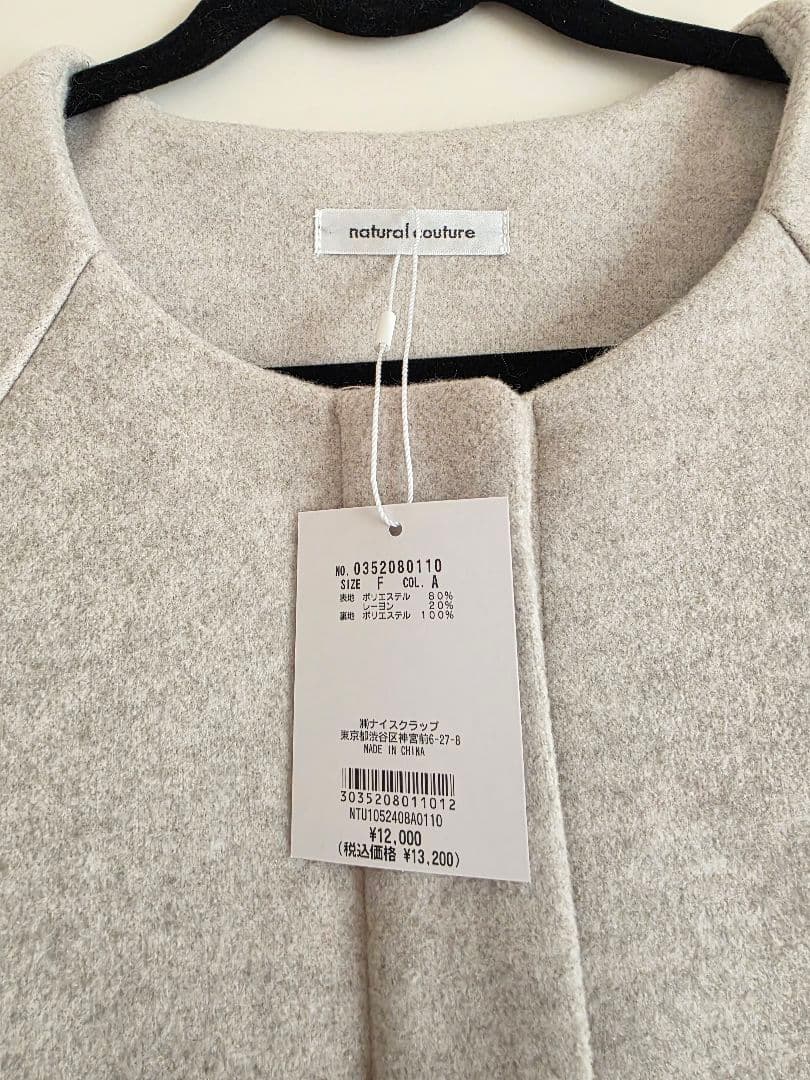 natural couture
NO. 0352080110
SIZE F COL. A
表地 ポリエステル 80%
レーヨン 20%
裏地 ポリエステル 100%
㈱ナイスクラップ
東京都渋谷区神宮前6-27-8
MADE IN CHINA
3035208011012
NTU1052408A0110
¥12,000
(税込価格 ¥13,200)